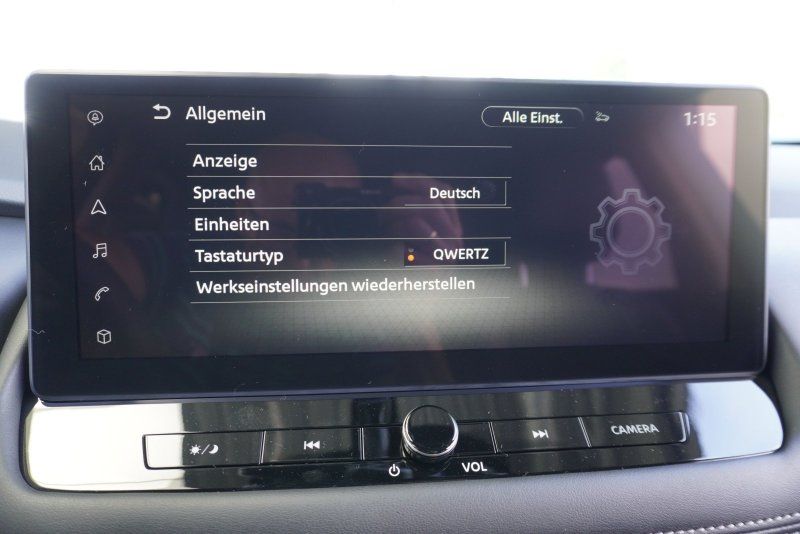 Allgemein
Alle Einst.
1:15
Anzeige
Sprache
Deutsch
Einheiten
Tastaturtyp
QWERTZ
Werkseinstellungen wiederherstellen
CAMERA
VOL